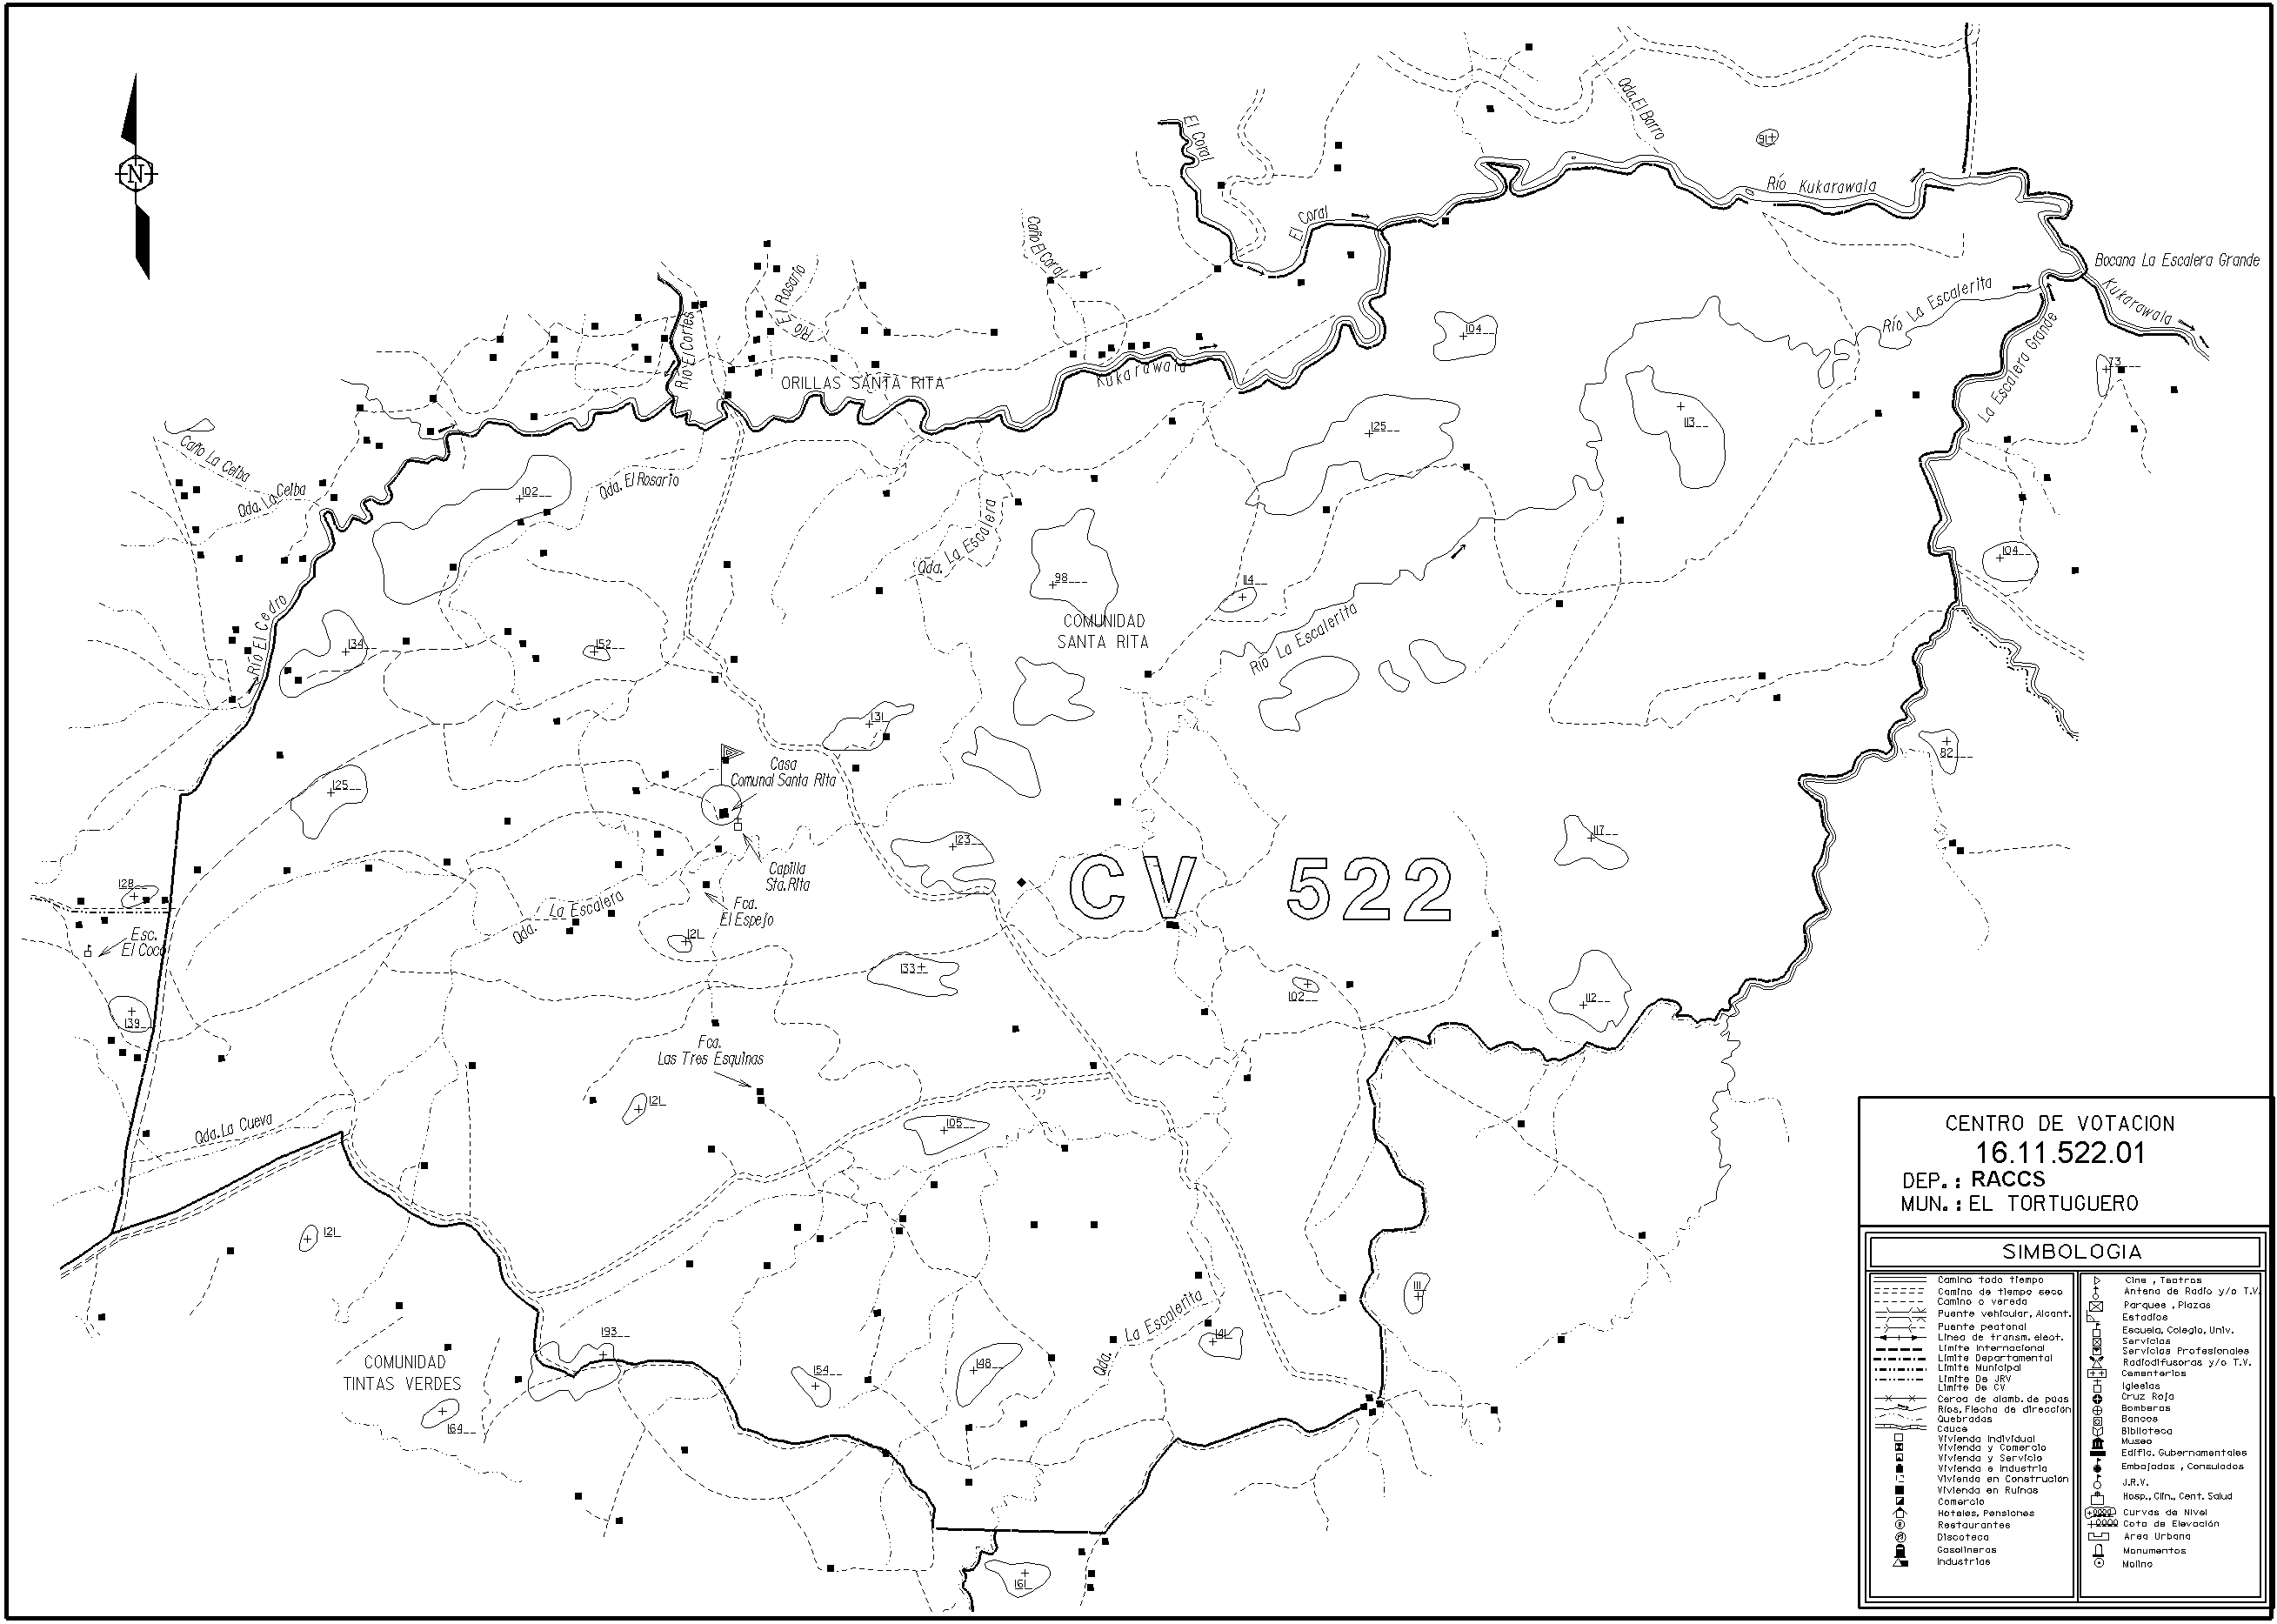 N
El Coral
Qda. El Barro
91
Río Kukarawala
El Coral
Caño El Coral
Río El Rosario
Bocana La Escalera Grande
Kukarawala
Río La Escalerita
La Escalera Grande
73
104
Río El Cortes
ORILLAS SANTA RITA
Kukarawala
125
113
Caño La Ceiba
Qda. La Ceiba
102
Qda. El Rosario
Qda. La Escalera
98
114
104
COMUNIDAD
SANTA RITA
Río La Escalerita
Río El Cedro
134
152
131
82
Casa
Comunal Santa Rita
125
123
117
Capilla
Sta. Rita
CV 522
128
Esc.
El Coco
Qda. La Escalera
Fca.
El Espejo
121
133
102
112
139
Fca.
Las Tres Esquinas
121
105
Qda. La Cueva
121
111
193
COMUNIDAD
TINTAS VERDES
154
148
Qda. La Escalerita
141
164
161
CENTRO DE VOTACION
16.11.522.01
DEP. : RACCS
MUN. : EL TORTUGUERO
SIMBOLOGIA
Camino todo tiempo
Camino de tiempo seco
Camino o vereda
Puente vehicular, Alcant.
Puente peatonal
Linea de transm. elect.
Limite Internacional
Limite Departamental
Limite Municipal
Limite De JRV
Limite De CV
Cerca de alamb. de púas
Ríos, Flecha de dirección
Quebradas
Cauce
Vivienda Individual
Vivienda y Comercio
Vivienda y Servicio
Vivienda e Industria
Vivienda en Construcion
Vivienda en Ruinas
Comercio
Hoteles, Pensiones
Restaurantes
Discoteca
Gasolineras
Industrias
Cine , Teatros
Antena de Radio y/o T.V.
Parques , Plazas
Estadios
Escuela, Colegio, Univ.
Servicios
Servicios Profesionales
Radiodifusoras y/o T.V.
Cementerios
Iglesias
Cruz Roja
Bomberos
Bancos
Biblioteca
Museo
Edific. Gubernamentales
Embajadas , Consulados
J.R.V.
Hosp., Clín., Cent. Salud
Curvas de Nivel
Cota de Elevación
Area Urbana
Monumentos
Molino